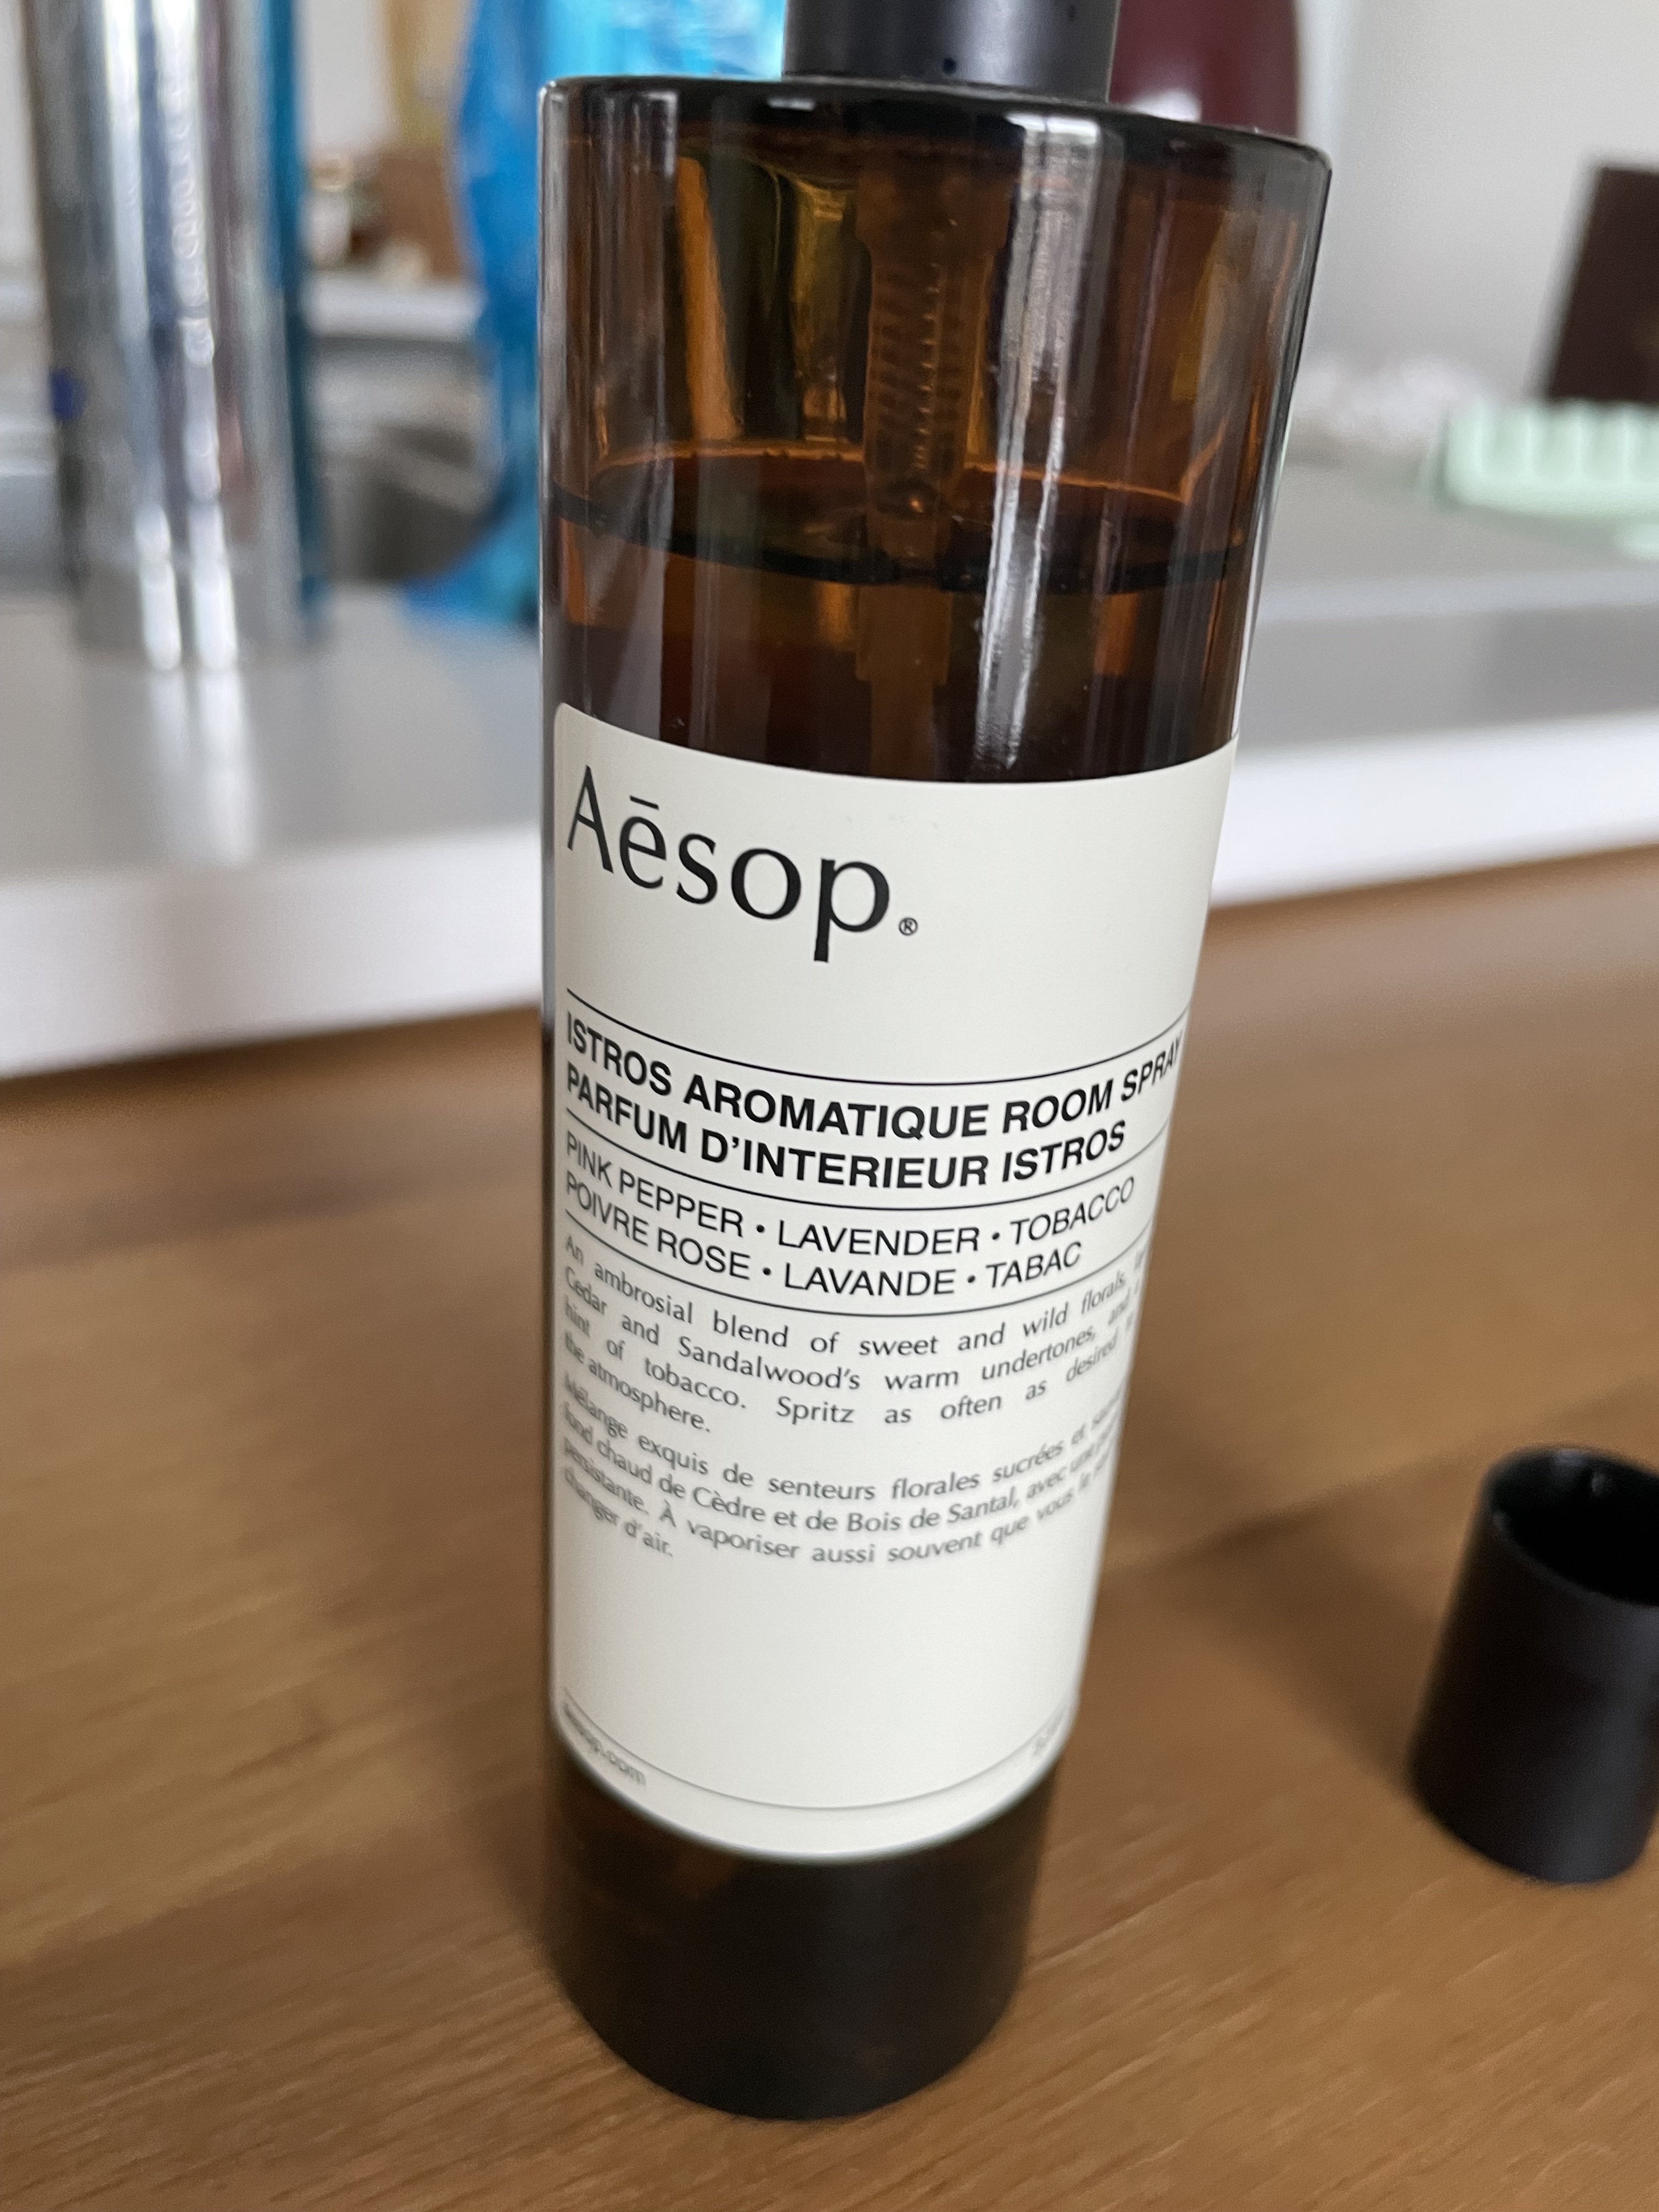 Aēsop®
ISTROS AROMATIQUE ROOM SPRAY
PARFUM D'INTERIEUR ISTROS
PINK PEPPER • LAVENDER • TOBACCO
POIVRE ROSE • LAVANDE • TABAC
An ambrosial blend of sweet and wild florals,
Cedar and Sandalwood's warm undertones, and
hint of tobacco. Spritz as often as desired
the atmosphere.
Mélange exquis de senteurs florales sucrées et
fond chaud de Cèdre et de Bois de Santal, avec une
persistante. À vaporiser aussi souvent que vous le
changer d'air.
aesop.com